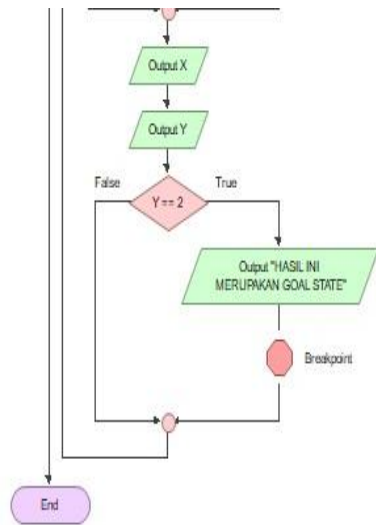 Output X
Output Y
False
True
Y == 2
Output "HASIL INI
MERUPAKAN GOAL STATE"
Breakpoint
End